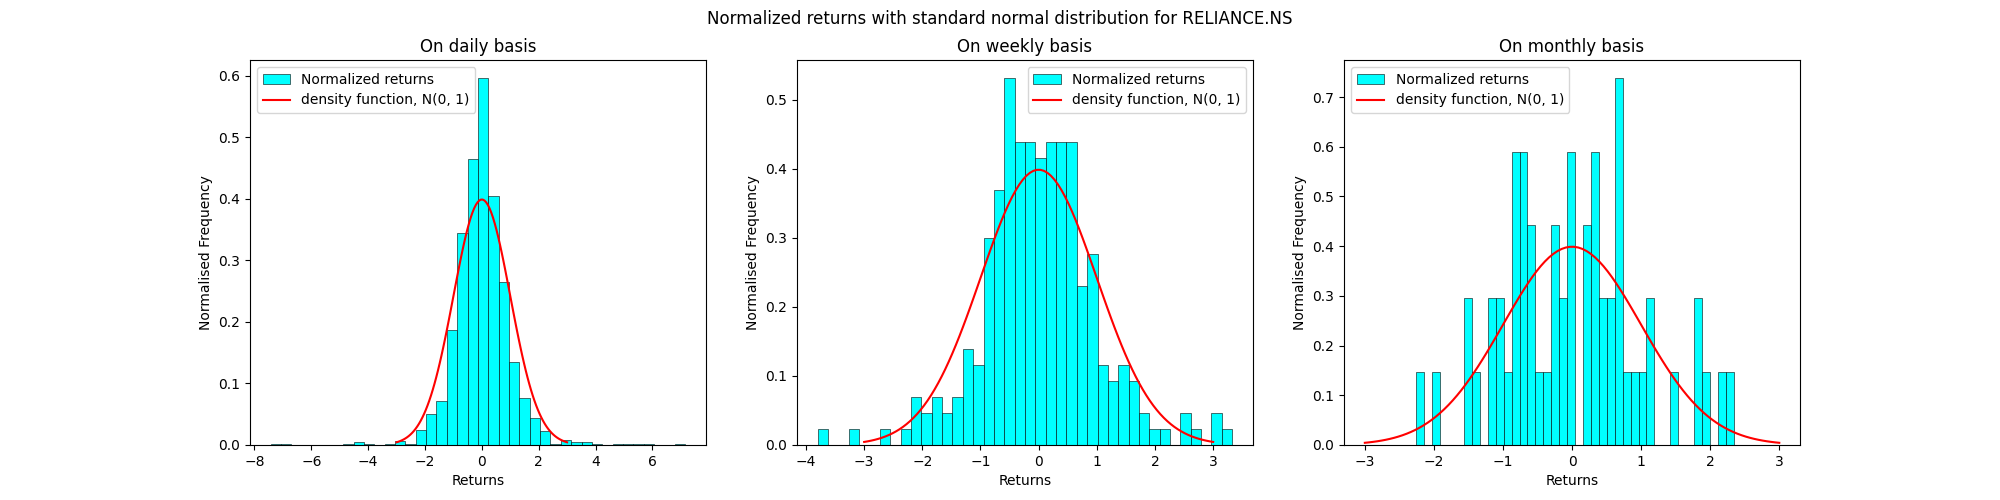 Normalized returns with standard normal distribution for RELIANCE.NS
On daily basis
Normalized returns
density function, N(0, 1)
Normalised Frequency
0.6
0.5
0.4
0.3
0.2
0.1
0.0
−8 −6 −4 −2 0 2 4 6
Returns
On weekly basis
Normalized returns
density function, N(0, 1)
Normalised Frequency
0.5
0.4
0.3
0.2
0.1
0.0
−4 −3 −2 −1 0 1 2 3
Returns
On monthly basis
Normalized returns
density function, N(0, 1)
Normalised Frequency
0.7
0.6
0.5
0.4
0.3
0.2
0.1
0.0
−3 −2 −1 0 1 2 3
Returns